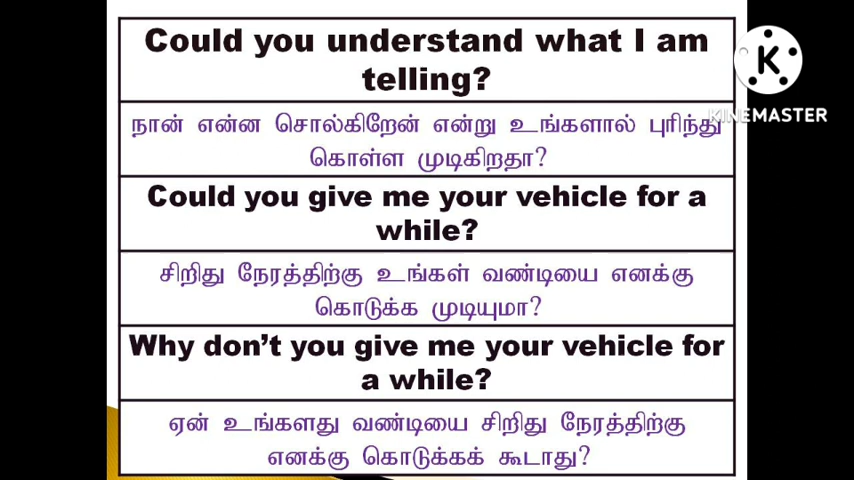 Could you understand what I am
telling?
நான் என்ன சொல்கிறேன் என்று உங்களால் புரிந்து
கொள்ள முடிகிறதா?
Could you give me your vehicle for a
while?
சிறிது நேரத்திற்கு உங்கள் வண்டியை எனக்கு
கொடுக்க முடியுமா?
Why don't you give me your vehicle for
a while?
ஏன் உங்களது வண்டியை சிறிது நேரத்திற்கு
எனக்கு கொடுக்கக் கூடாது?
K
KINEMASTER